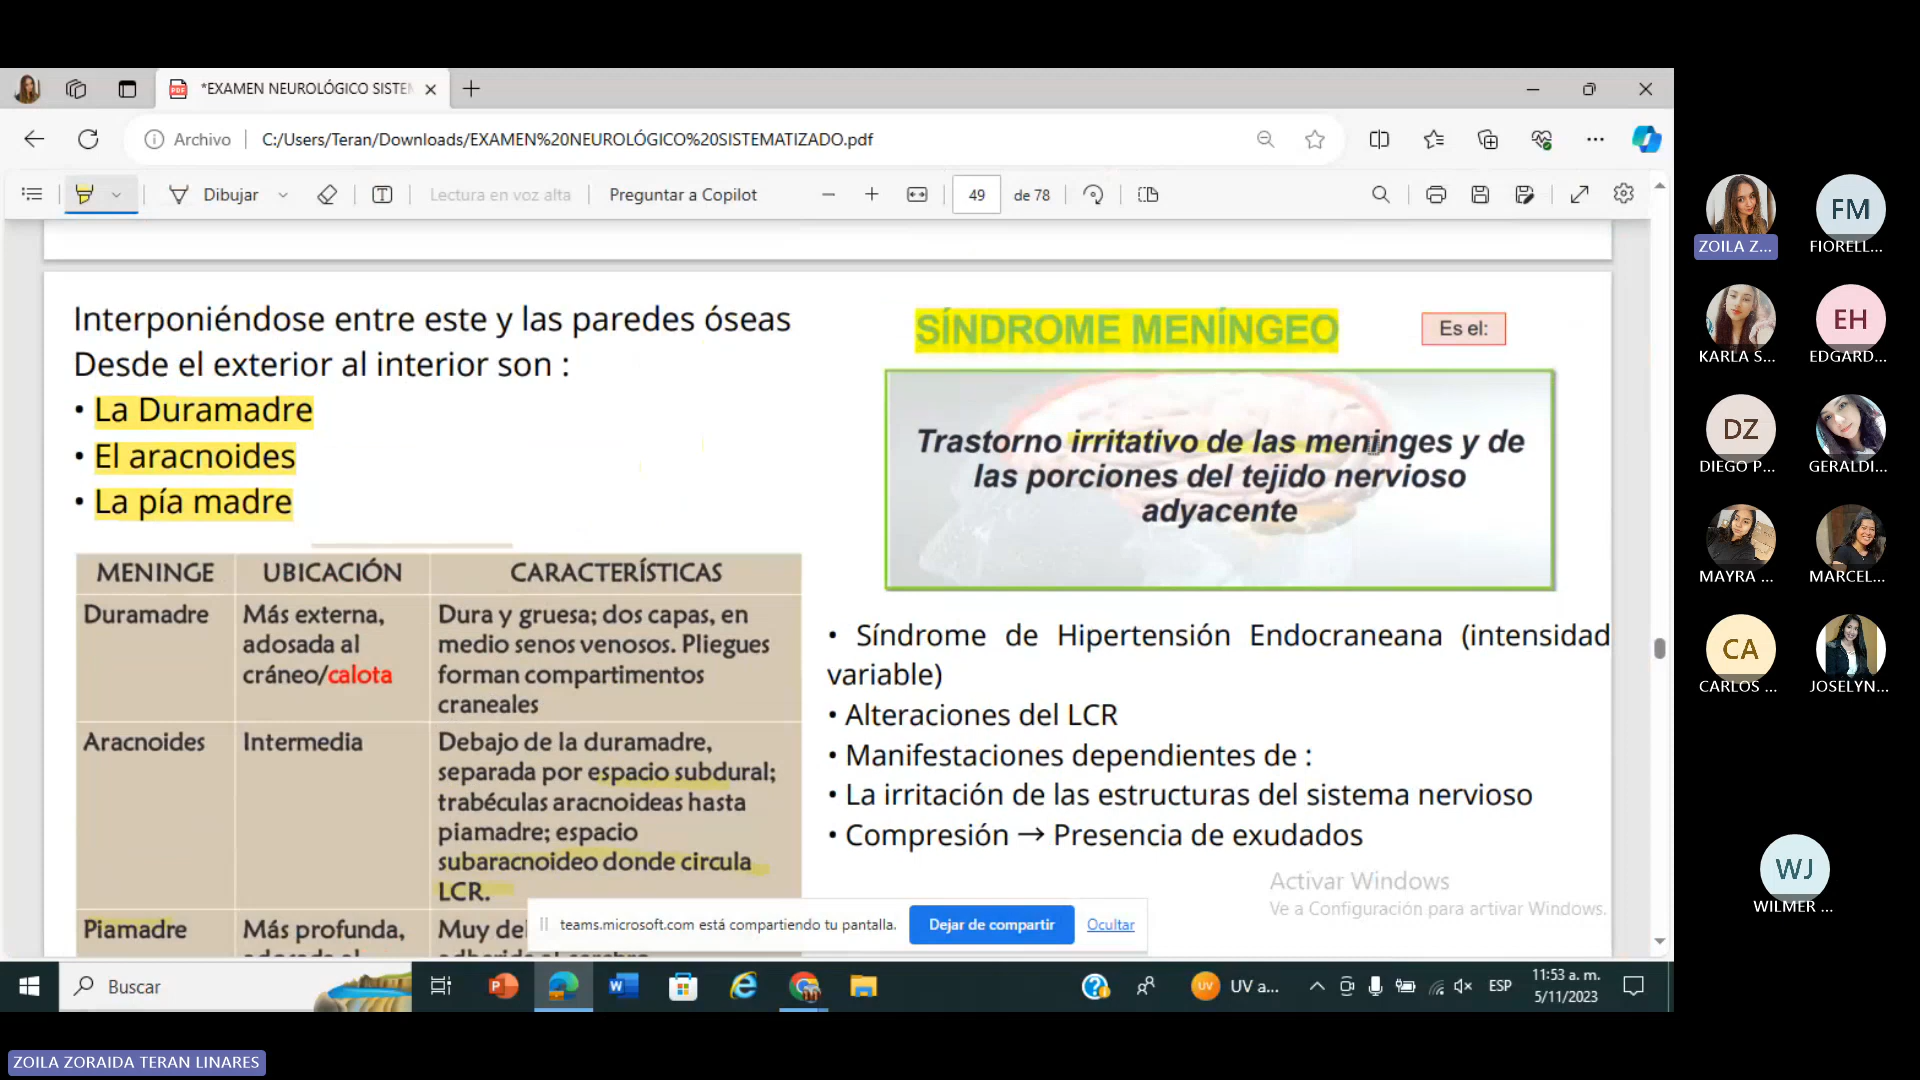 *EXAMEN NEUROLÓGICO SISTEM
Archivo
C:/Users/Teran/Downloads/EXAMEN%20NEUROLÓGICO%20SISTEMATIZADO.pdf
Dibujar
Lectura en voz alta
Preguntar a Copilot
49
de 78
Interponiéndose entre este y las paredes óseas
Desde el exterior al interior son :
• La Duramadre
• El aracnoides
• La pía madre
MENINGE UBICACIÓN CARACTERÍSTICAS
Duramadre
Más externa,
adosada al
cráneo/calota
Dura y gruesa; dos capas, en
medio senos venosos. Pliegues
forman compartimentos
craneales
Aracnoides
Intermedia
Debajo de la duramadre,
separada por espacio subdural;
trabéculas aracnoideas hasta
piamadre; espacio
subaracnoideo donde circula
LCR.
Piamadre
Más profunda,
Muy del
SÍNDROME MENÍNGEO
Es el:
Trastorno irritativo de las meninges y de
las porciones del tejido nervioso
adyacente
• Síndrome de Hipertensión Endocraneana (intensidad
variable)
• Alteraciones del LCR
• Manifestaciones dependientes de :
• La irritación de las estructuras del sistema nervioso
• Compresión → Presencia de exudados
Activar Windows
Ve a Configuración para activar Windows.
teams.microsoft.com está compartiendo tu pantalla.
Dejar de compartir
Ocultar
Buscar
UV a...
ESP
11:53 a. m.
5/11/2023
ZOILA Z...
FM
FIORELL...
KARLA S...
EH
EDGARD...
DZ
DIEGO P...
GERALDI...
MAYRA ...
MARCEL...
CA
CARLOS ...
JOSELYN...
WJ
WILMER ...
ZOILA ZORAIDA TERAN LINARES